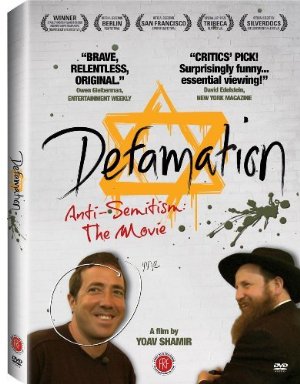 WINNER
SAN FRANCISCO
TRIBECA
SILVERDOCS
"BRAVE,
RELENTLESS,
ORIGINAL."
Owen Gleiberman,
ENTERTAINMENT WEEKLY
"CRITICS' PICK!
Surprisingly funny...
essential viewing!"
David Edelstein,
NEW YORK MAGAZINE
Defamation
Anti-Semitism
The Movie
me
A film by
YOAV SHAMIR
DVD
Defamation